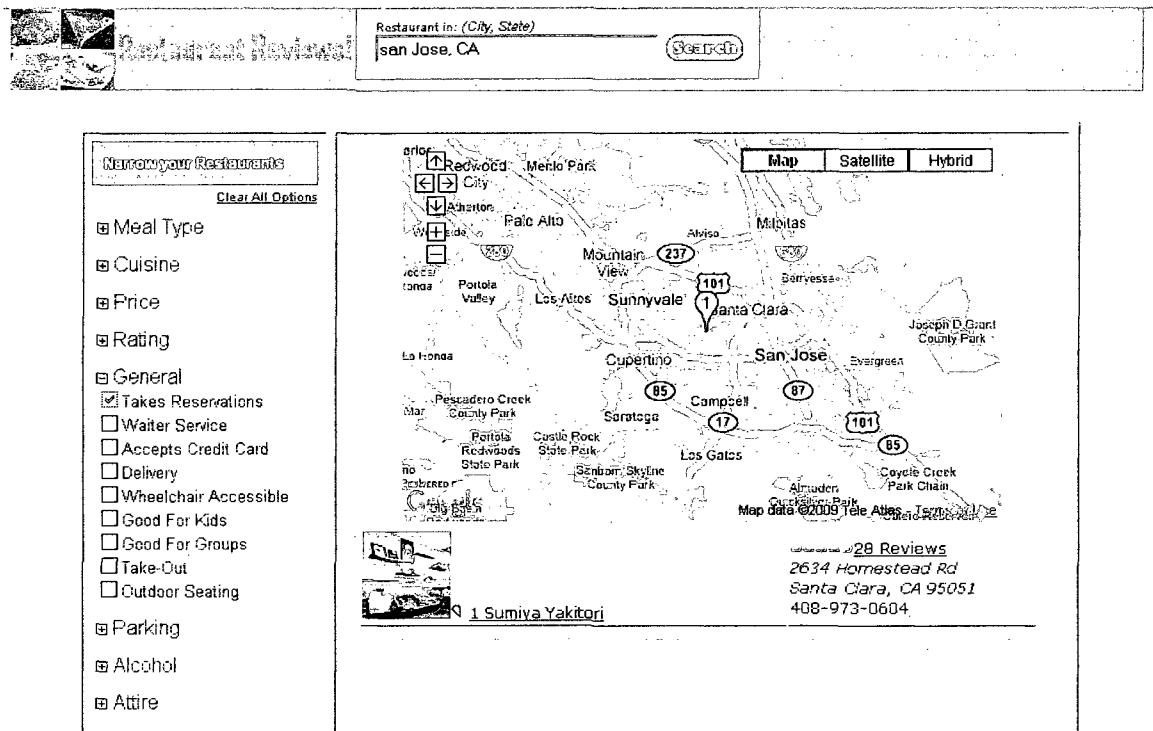 Restaurant Reviews!
Restaurant in: (City, State)
san Jose, CA
Search
Narrow your Restaurants
Clear All Options
Meal Type
Cuisine
Price
Rating
General
Takes Reservations
Waiter Service
Accepts Credit Card
Delivery
Wheelchair Accessible
Good For Kids
Good For Groups
Take-Out
Outdoor Seating
Parking
Alcohol
Attire
Map Satellite Hybrid
Redwood City
Menlo Park
Atherton
Palo Alto
Milpitas
Alviso
Mountain View
237
Berryessa
101
Portola Valley
Los Altos
Sunnyvale
1
Santa Clara
Joseph D Grant County Park
La Honda
Cupertino
San Jose
Evergreen
85
87
Pescadero Creek County Park
Campbell
Saratoga
17
101
85
Portola Redwoods State Park
Castle Rock State Park
Los Gatos
Sanborn Skyline County Park
Coyote Creek Park Chain
Almaden Quicksilver Park
Map data ©2009 Tele Atlas -
28 Reviews
2634 Homestead Rd
Santa Clara, CA 95051
408-973-0604
1 Sumiya Yakitori